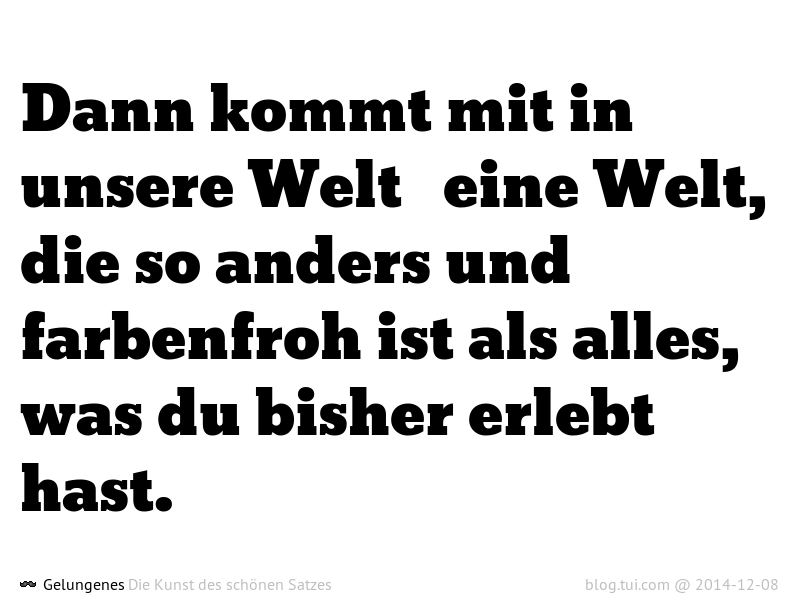 Dann kommt mit in
unsere Welt   eine Welt,
die so anders und
farbenfroh ist als alles,
was du bisher erlebt
hast.
Gelungenes Die Kunst des schönen Satzes
blog.tui.com @ 2014-12-08